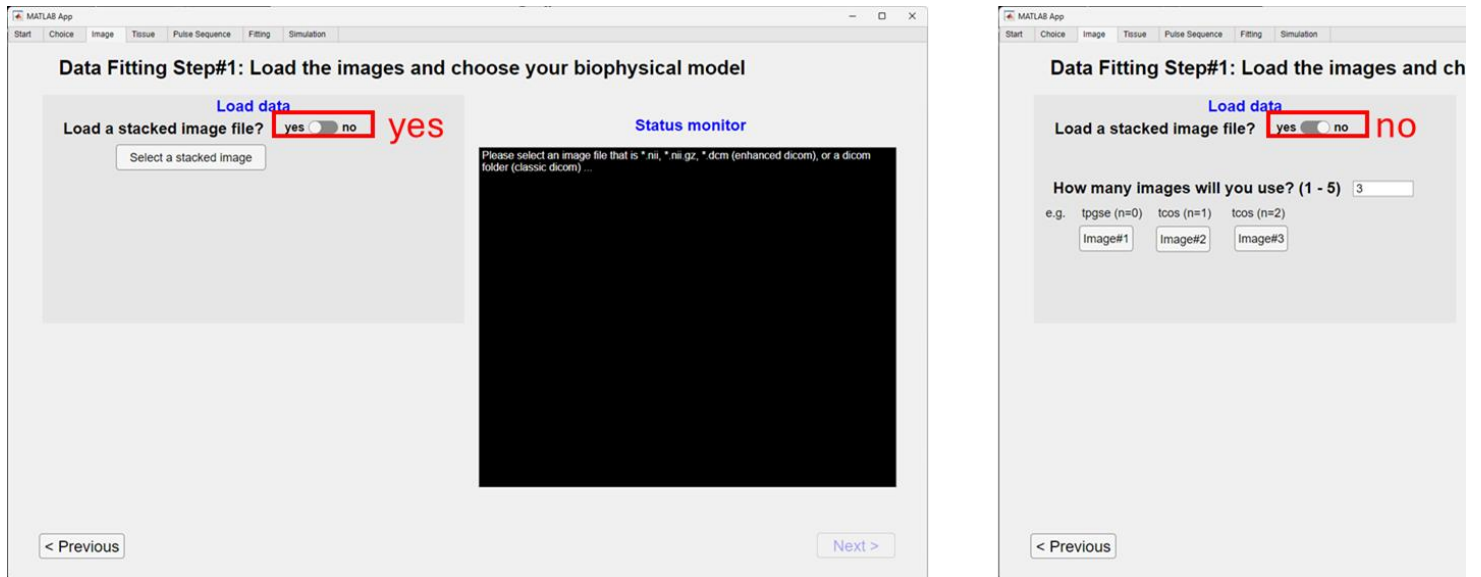 MATLAB App
Start Choice Image Tissue Pulse Sequence Fitting Simulation
Data Fitting Step#1: Load the images and choose your biophysical model
Load data
Load a stacked image file? yes no yes
Select a stacked image
Status monitor
Please select an image file that is *.nii, *.nii.gz, *.dcm (enhanced dicom), or a dicom
folder (classic dicom) ...
< Previous
Next >
MATLAB App
Start Choice Image Tissue Pulse Sequence Fitting Simulation
Data Fitting Step#1: Load the images and ch
Load data
Load a stacked image file? yes no no
How many images will you use? (1 - 5) 3
e.g. tpgse (n=0) tcos (n=1) tcos (n=2)
Image#1 Image#2 Image#3
< Previous